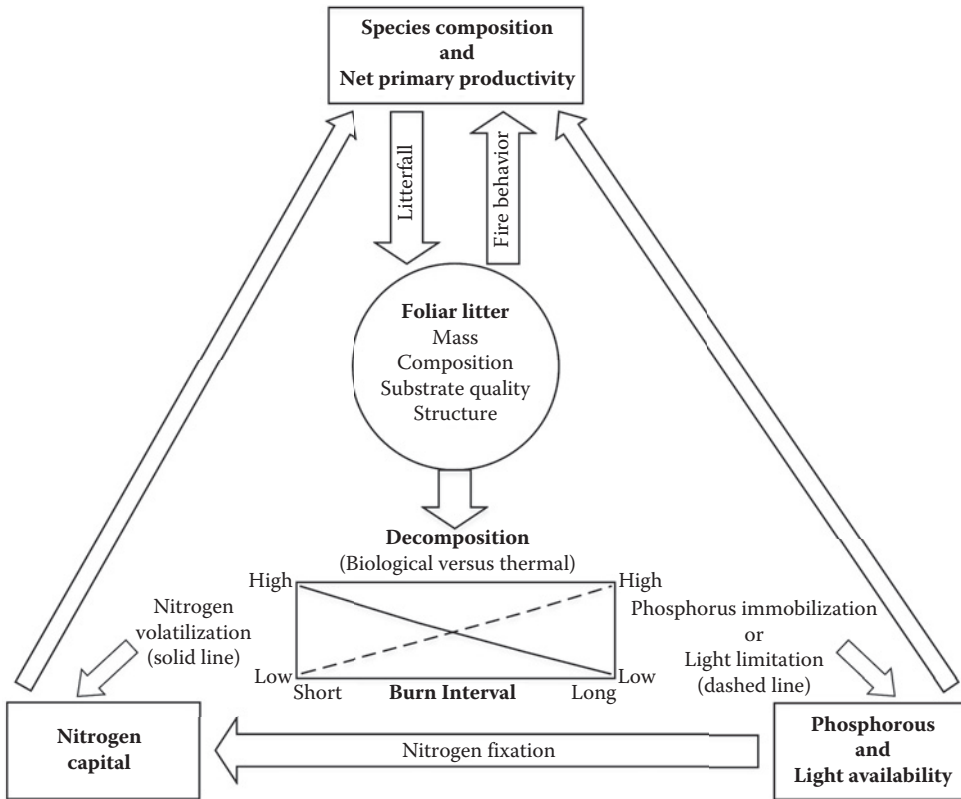 Species composition
and
Net primary productivity
Litterfall
Fire behavior
Foliar litter
Mass
Composition
Substrate quality
Structure
Decomposition
(Biological versus thermal)
High
High
Nitrogen
volatilization
(solid line)
Phosphorus immobilization
or
Light limitation
(dashed line)
Low
Low
Short
Burn Interval
Long
Nitrogen
capital
Nitrogen fixation
Phosphorous
and
Light availability